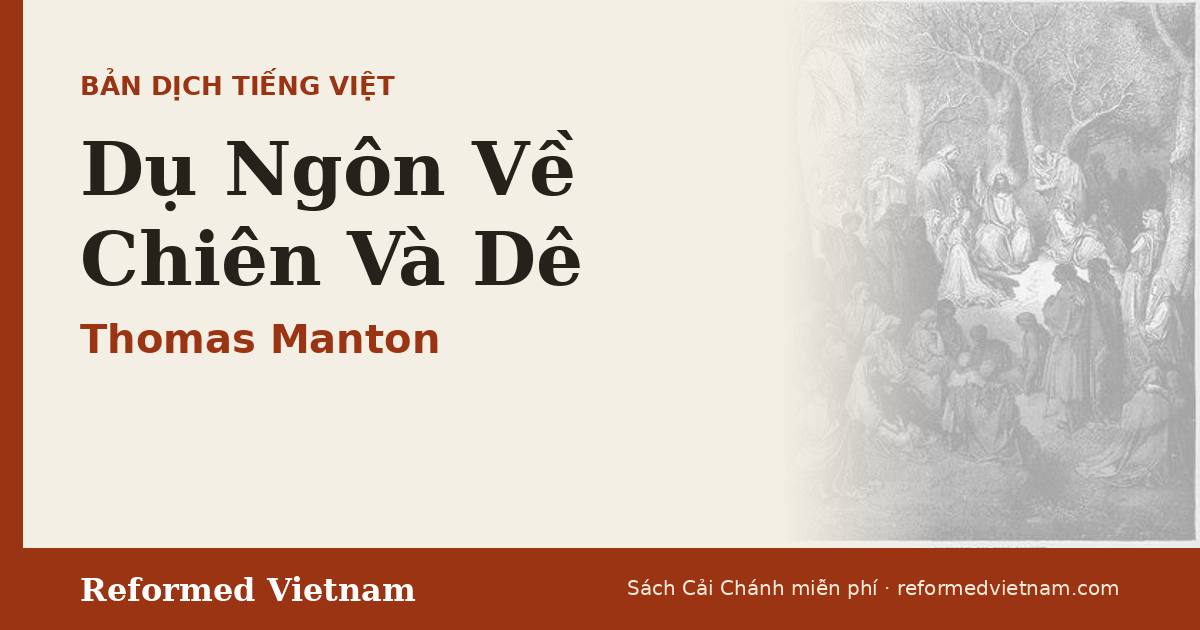 BẢN DỊCH TIẾNG VIỆT
Dụ Ngôn Về
Chiên Và Dê
Thomas Manton
Reformed Vietnam
Sách Cải Chánh miễn phí · reformedvietnam.com